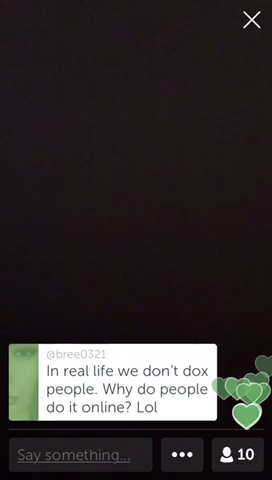 @bree0321
In real life we don't dox
people. Why do people
do it online? Lol
Say something...
10